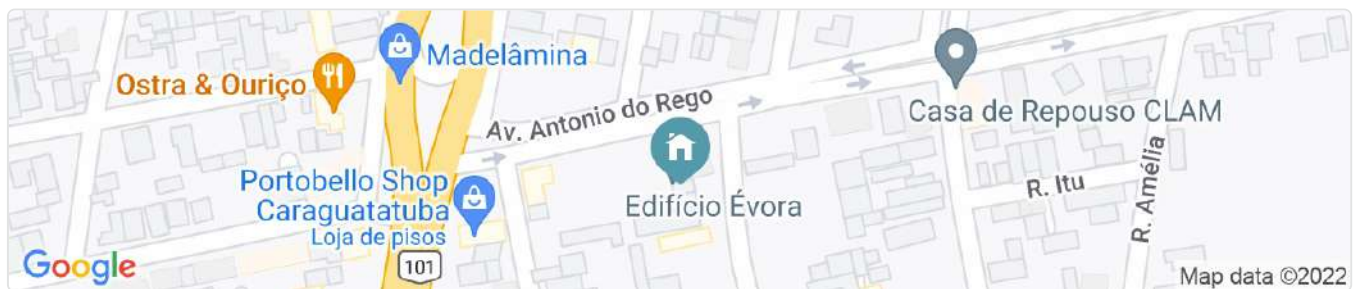 Madelâmina
Ostra & Ouriço
Av. Antonio do Rego
Casa de Repouso CLAM
Portobello Shop
Caraguatatuba
Loja de pisos
Edifício Évora
R. Itu
R. Amélia
101
Google
Map data ©2022